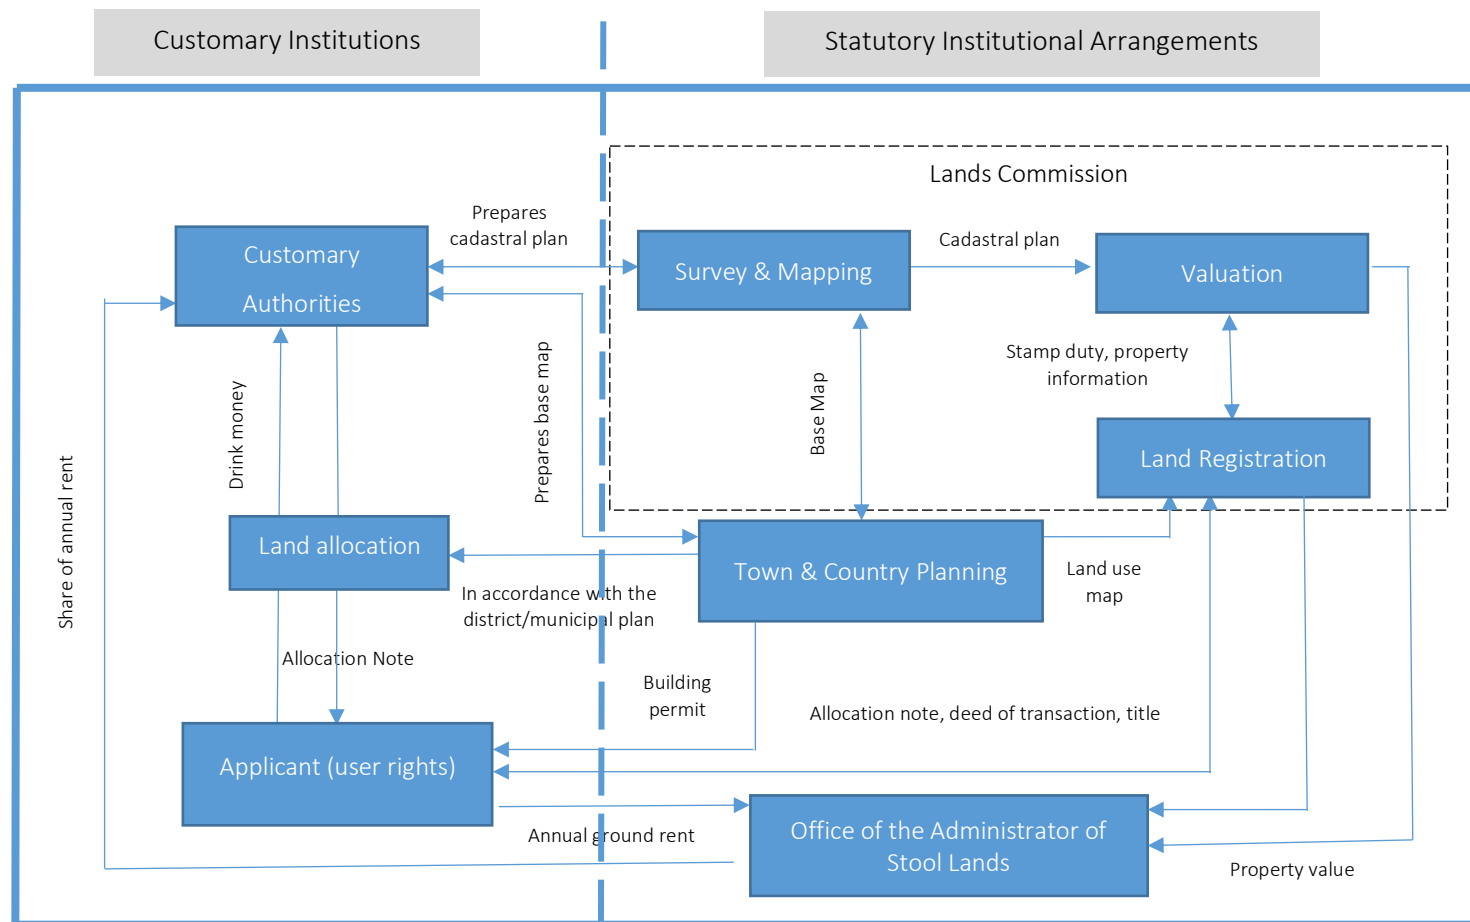 Customary Institutions
Statutory Institutional Arrangements
Lands Commission
Prepares
cadastral plan
Customary
Authorities
Survey & Mapping
Cadastral plan
Valuation
Stamp duty, property
information
Drink money
Prepares base map
Base Map
Land Registration
Share of annual rent
Land allocation
Town & Country Planning
Land use
map
In accordance with the
district/municipal plan
Allocation Note
Building
permit
Allocation note, deed of transaction, title
Applicant (user rights)
Annual ground rent
Office of the Administrator of
Stool Lands
Property value